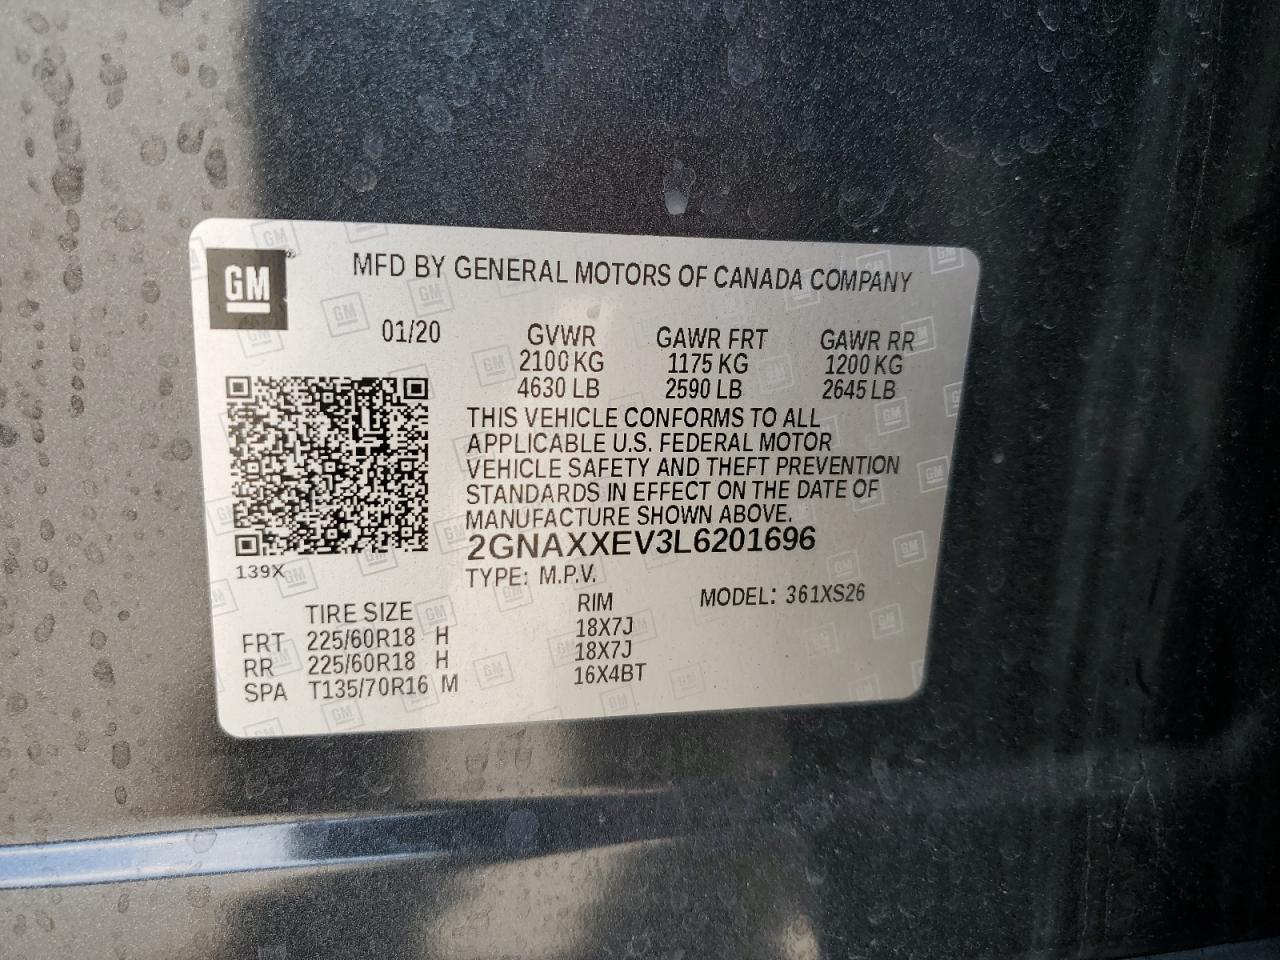 GM®
MFD BY GENERAL MOTORS OF CANADA COMPANY
01/20 GVWR GAWR FRT GAWR RR
2100 KG 1175 KG 1200 KG
4630 LB 2590 LB 2645 LB
THIS VEHICLE CONFORMS TO ALL
APPLICABLE U.S. FEDERAL MOTOR
VEHICLE SAFETY AND THEFT PREVENTION
STANDARDS IN EFFECT ON THE DATE OF
MANUFACTURE SHOWN ABOVE.
2GNAXXEV3L6201696
139X
TYPE: M.P.V.
MODEL: 361XS26
TIRE SIZE RIM
FRT 225/60R18 H 18X7J
RR 225/60R18 H 18X7J
SPA T135/70R16 M 16X4BT